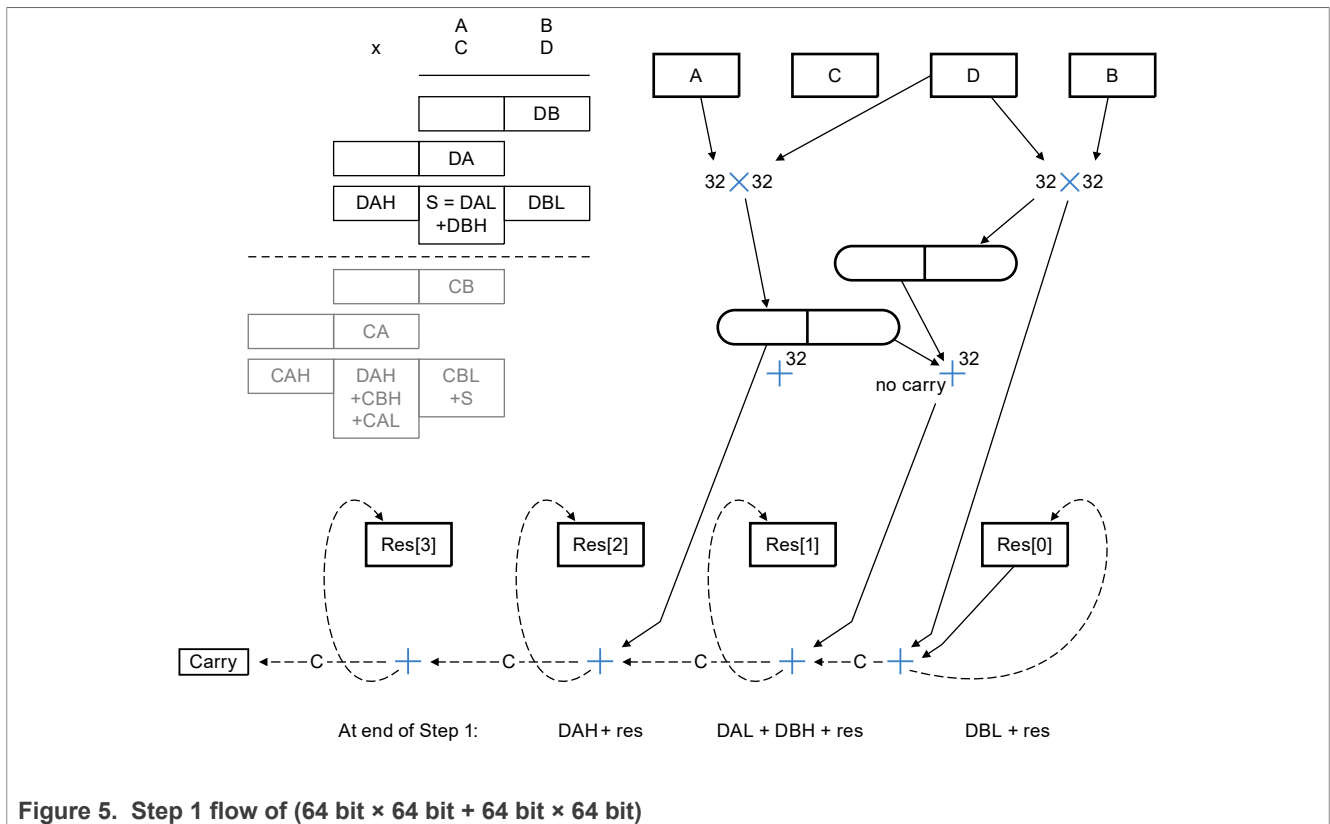 A B
x C D
A C D B
DB
DA
32 32 32 32
DAH S = DAL DBL
+DBH
CB
CA
32 32
no carry
CAH DAH CBL
+CBH +S
+CAL
Res[3] Res[2] Res[1] Res[0]
Carry C C C C
At end of Step 1: DAH + res DAL + DBH + res DBL + res
Figure 5. Step 1 flow of (64 bit × 64 bit + 64 bit × 64 bit)